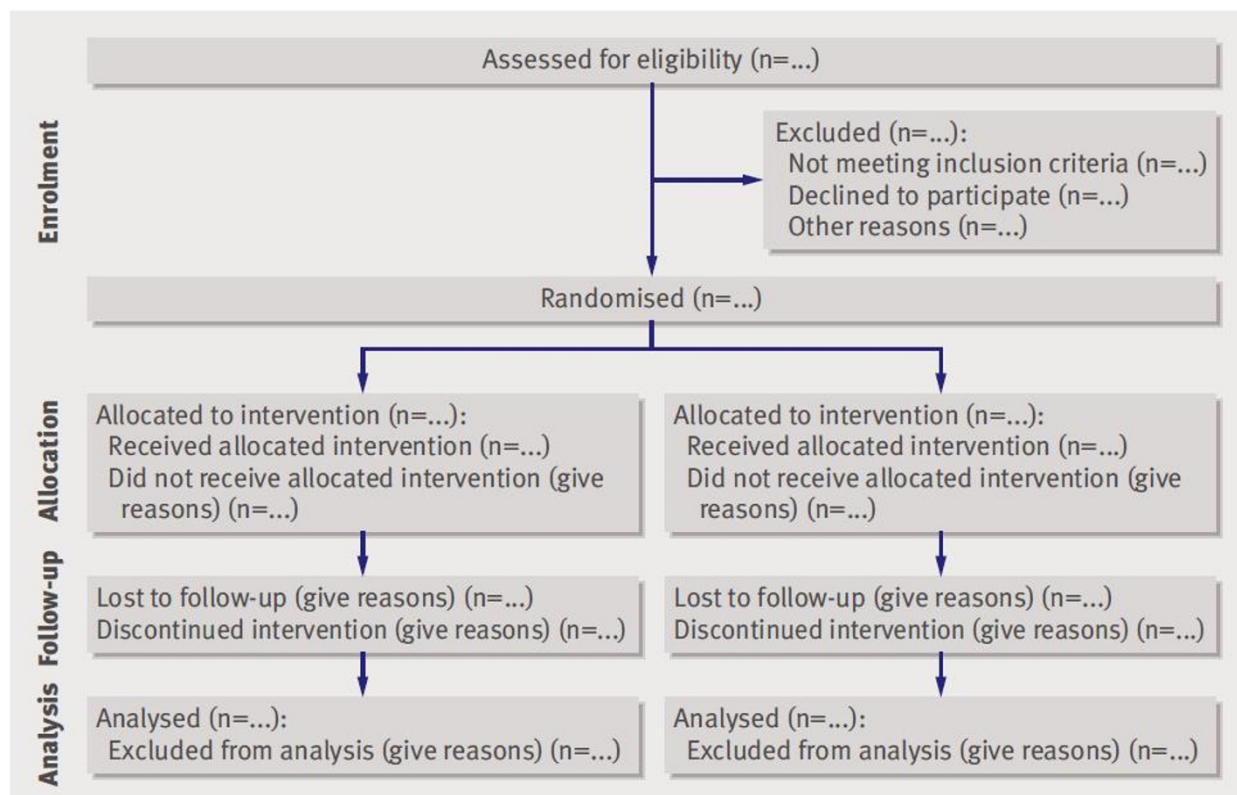 Assessed for eligibility (n=...)
Enrolment
Excluded (n=...):
Not meeting inclusion criteria (n=...)
Declined to participate (n=...)
Other reasons (n=...)
Randomised (n=...)
Allocation
Allocated to intervention (n=...):
Received allocated intervention (n=...)
Did not receive allocated intervention (give
reasons) (n=...)
Allocated to intervention (n=...):
Received allocated intervention (n=...)
Did not receive allocated intervention (give
reasons) (n=...)
Follow-up
Lost to follow-up (give reasons) (n=...)
Discontinued intervention (give reasons) (n=...)
Lost to follow-up (give reasons) (n=...)
Discontinued intervention (give reasons) (n=...)
Analysis
Analysed (n=...):
Excluded from analysis (give reasons) (n=...)
Analysed (n=...):
Excluded from analysis (give reasons) (n=...)